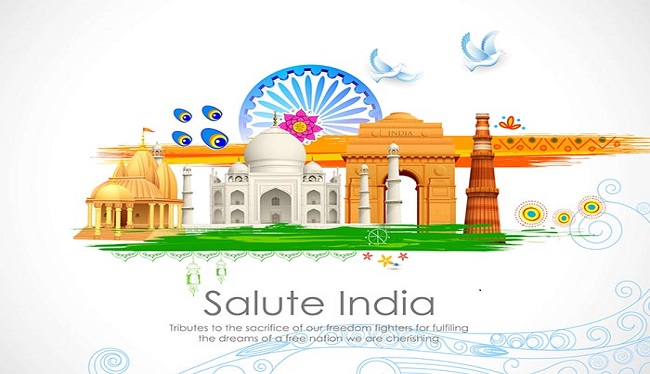 INDIA
Salute India
Tributes to the sacrifice of our freedom fighters for fulfiling
the dreams of a free nation we are cherishing